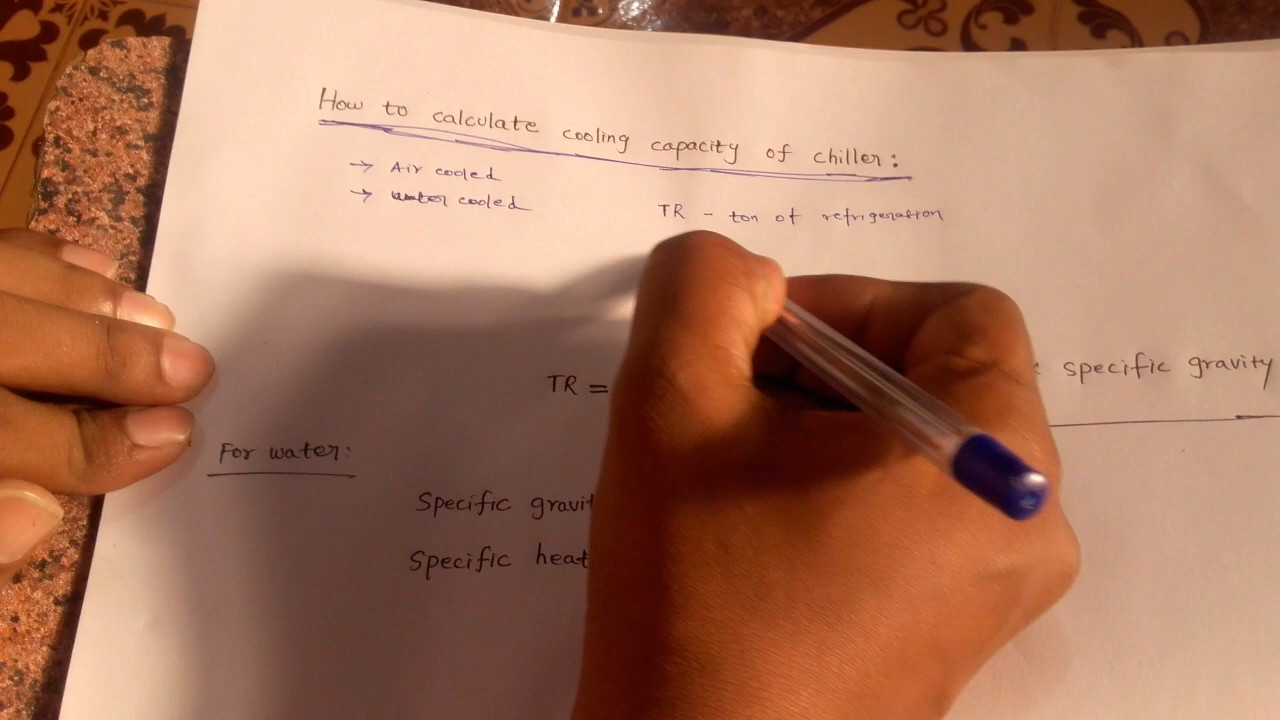 How to calculate cooling capacity of chiller:
→ Air cooled
→ water cooled
TR - ton of refrigeration
TR =
: specific gravity
For water:
Specific gravit
Specific heat